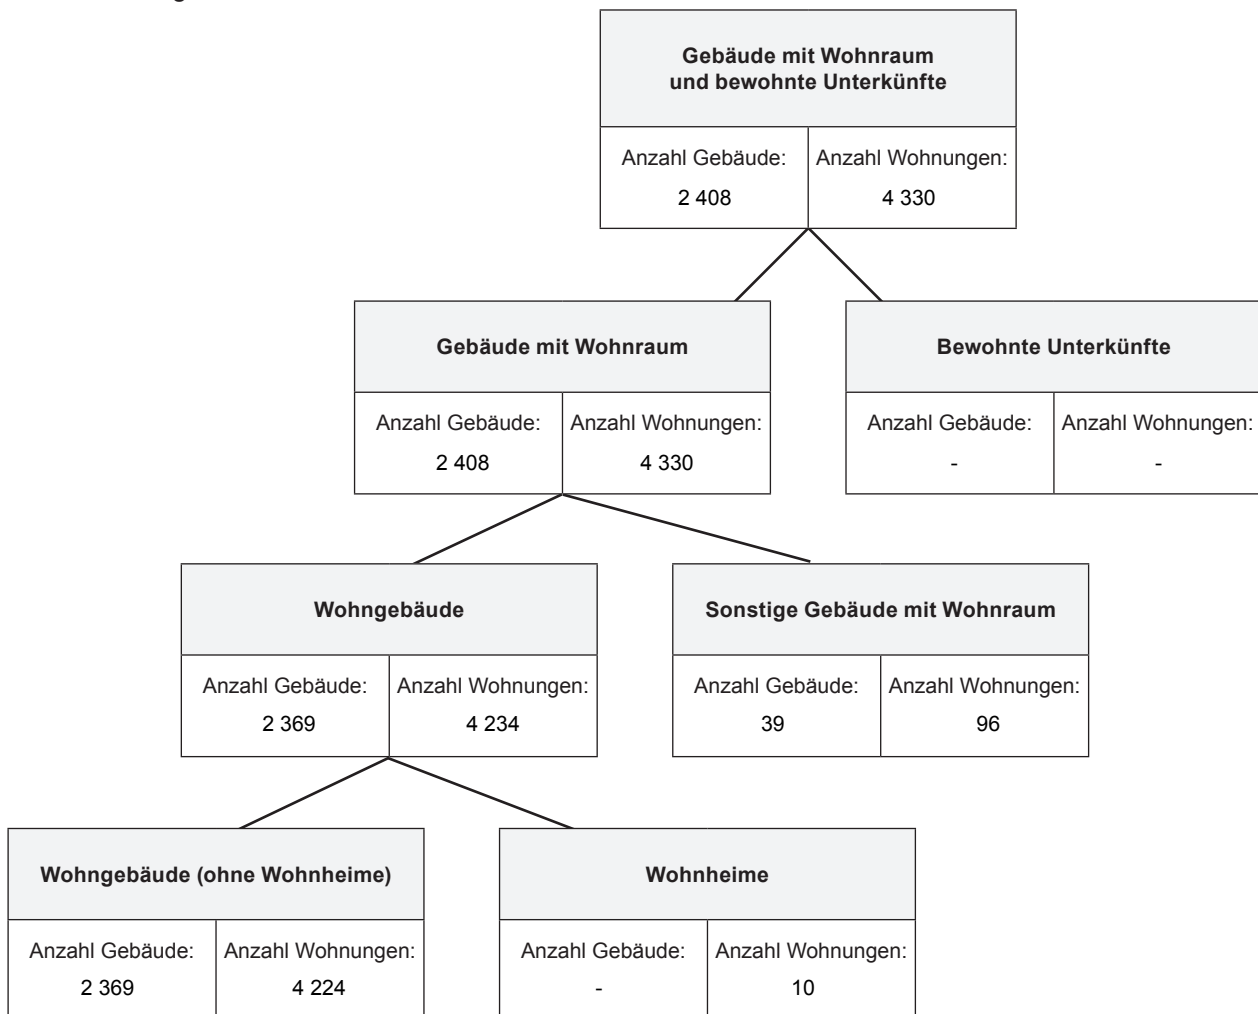 Gebäude mit Wohnraum
und bewohnte Unterkünfte
Anzahl Gebäude: Anzahl Wohnungen:
2 408 4 330
Gebäude mit Wohnraum Bewohnte Unterkünfte
Anzahl Gebäude: Anzahl Wohnungen: Anzahl Gebäude: Anzahl Wohnungen:
2 408 4 330 - -
Wohngebäude Sonstige Gebäude mit Wohnraum
Anzahl Gebäude: Anzahl Wohnungen: Anzahl Gebäude: Anzahl Wohnungen:
2 369 4 234 39 96
Wohngebäude (ohne Wohnheime) Wohnheime
Anzahl Gebäude: Anzahl Wohnungen: Anzahl Gebäude: Anzahl Wohnungen:
2 369 4 224 - 10